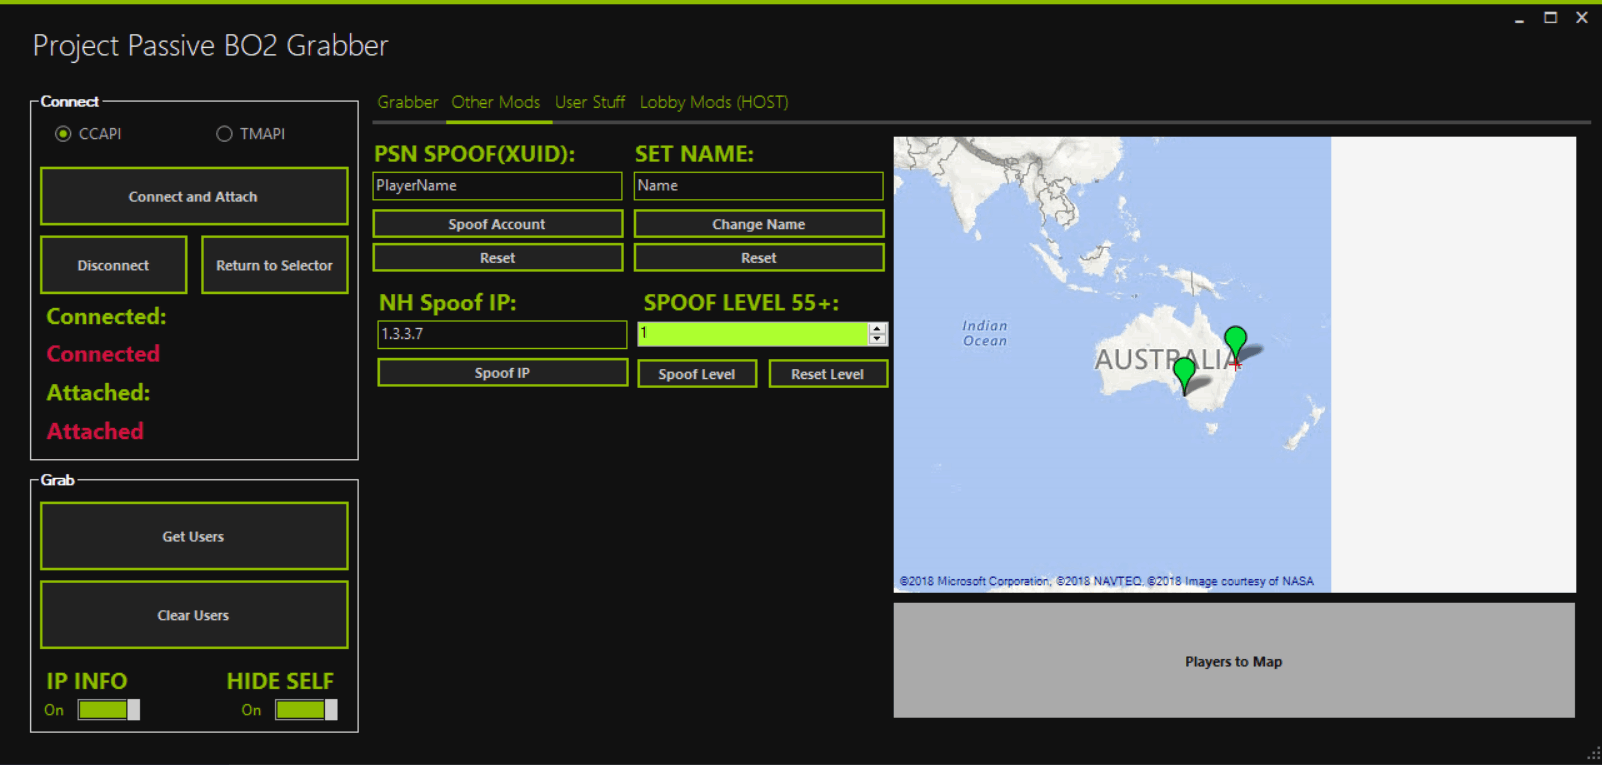 Project Passive BO2 Grabber
Connect
CCAPI TMAPI
Connect and Attach
Disconnect Return to Selector
Connected:
Connected
Attached:
Attached
Grab
Get Users
Clear Users
IP INFO HIDE SELF
On On
Grabber Other Mods User Stuff Lobby Mods (HOST)
PSN SPOOF(XUID): SET NAME:
PlayerName Name
Spoof Account Change Name
Reset Reset
NH Spoof IP: SPOOF LEVEL 55+:
1.3.3.7 1
Spoof IP Spoof Level Reset Level
Indian
Ocean
AUSTRALIA
©2018 Microsoft Corporation, ©2018 NAVTEQ, ©2018 Image courtesy of NASA
Players to Map